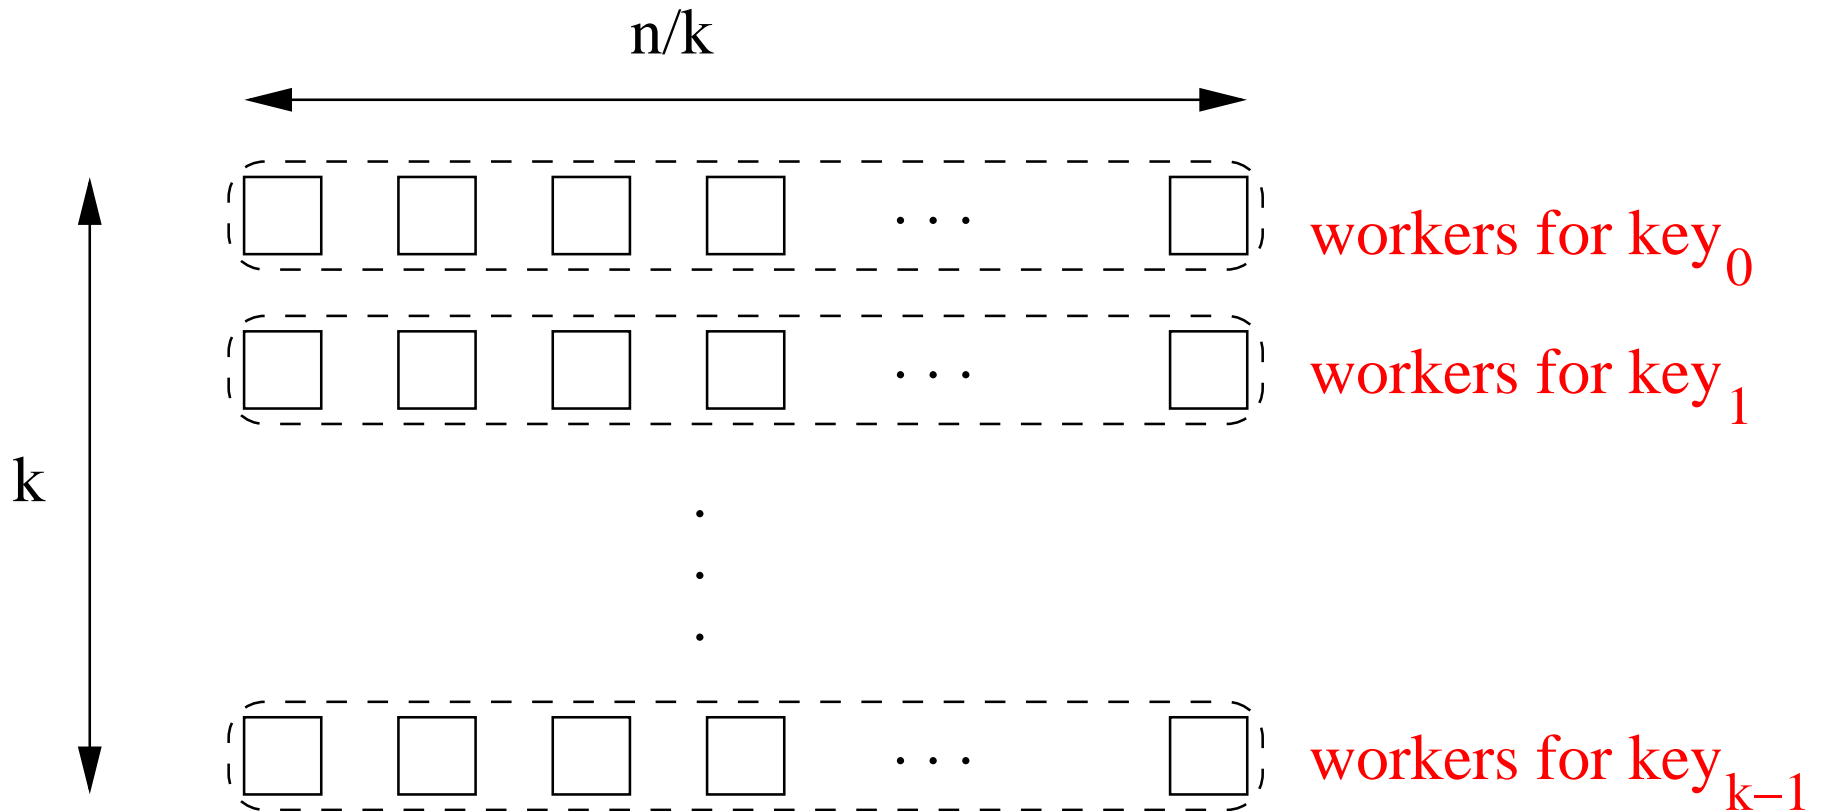 n/k
. . .
workers for key₀
. . .
workers for key₁
k
.
.
.
. . .
workers for keyₖ₋₁